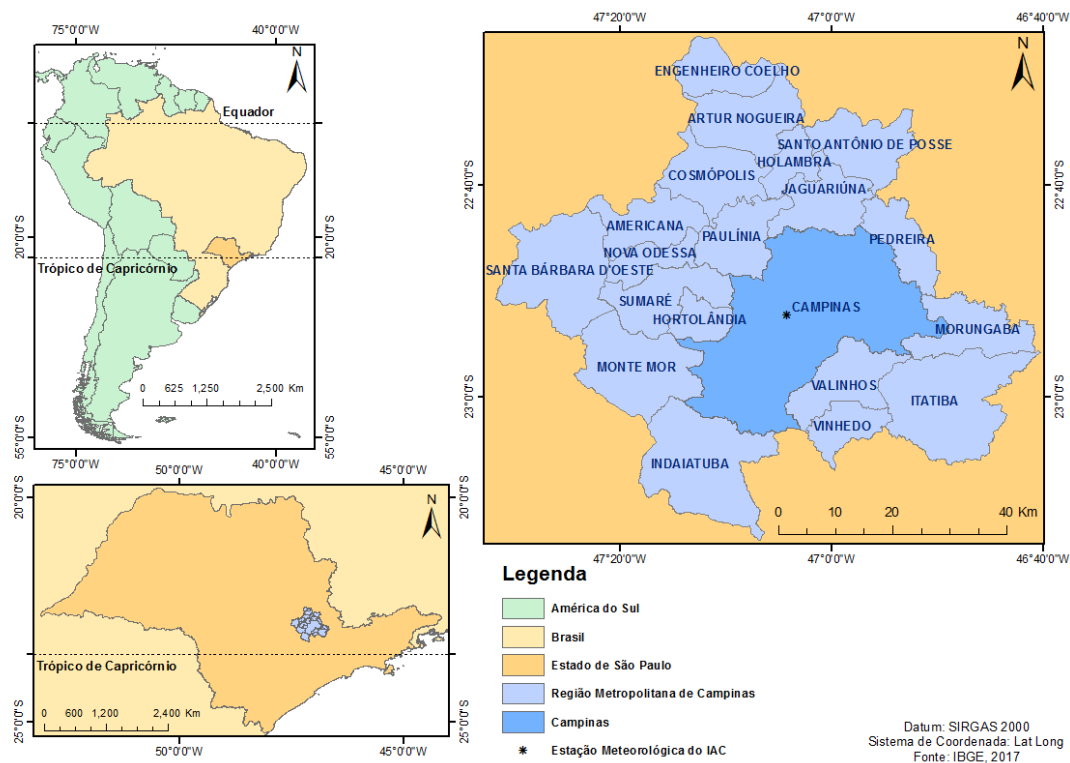 75°0'0"W
40°0'0"W
N
Equador
20°0'0"S
20°0'0"S
Trópico de Capricórnio
0 625 1,250 2,500 Km
55°0'0"S
55°0'0"S
75°0'0"W
40°0'0"W
47°20'0"W
47°0'0"W
46°40'0"W
N
ENGENHEIRO COELHO
ARTUR NOGUEIRA
SANTO ANTÔNIO DE POSSE
HOLAMBRA
COSMÓPOLIS
JAGUARIÚNA
22°40'0"S
22°40'0"S
AMERICANA
PAULÍNIA
PEDREIRA
NOVA ODESSA
SANTA BÁRBARA D'OESTE
SUMARÉ
CAMPINAS
HORTOLÂNDIA
MORUNGABA
MONTE MOR
VALINHOS
ITATIBA
23°0'0"S
23°0'0"S
VINHEDO
INDAIATUBA
0 10 20 40 Km
47°20'0"W
47°0'0"W
46°40'0"W
50°0'0"W
45°0'0"W
20°0'0"S
20°0'0"S
N
Trópico de Capricórnio
0 600 1,200 2,400 Km
25°0'0"S
25°0'0"S
50°0'0"W
45°0'0"W
Legenda
América do Sul
Brasil
Estado de São Paulo
Região Metropolitana de Campinas
Campinas
Estação Meteorológica do IAC
Datum: SIRGAS 2000
Sistema de Coordenada: Lat Long
Fonte: IBGE, 2017